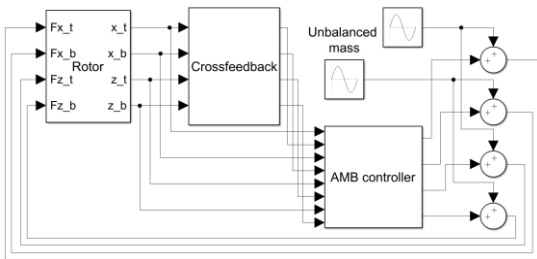 Fx_t
x_t
Fx_b
x_b
Fz_t
z_t
Fz_b
z_b
Rotor
Crossfeedback
Unbalanced
mass
AMB controller
+
+
+
+
+
+
+
+